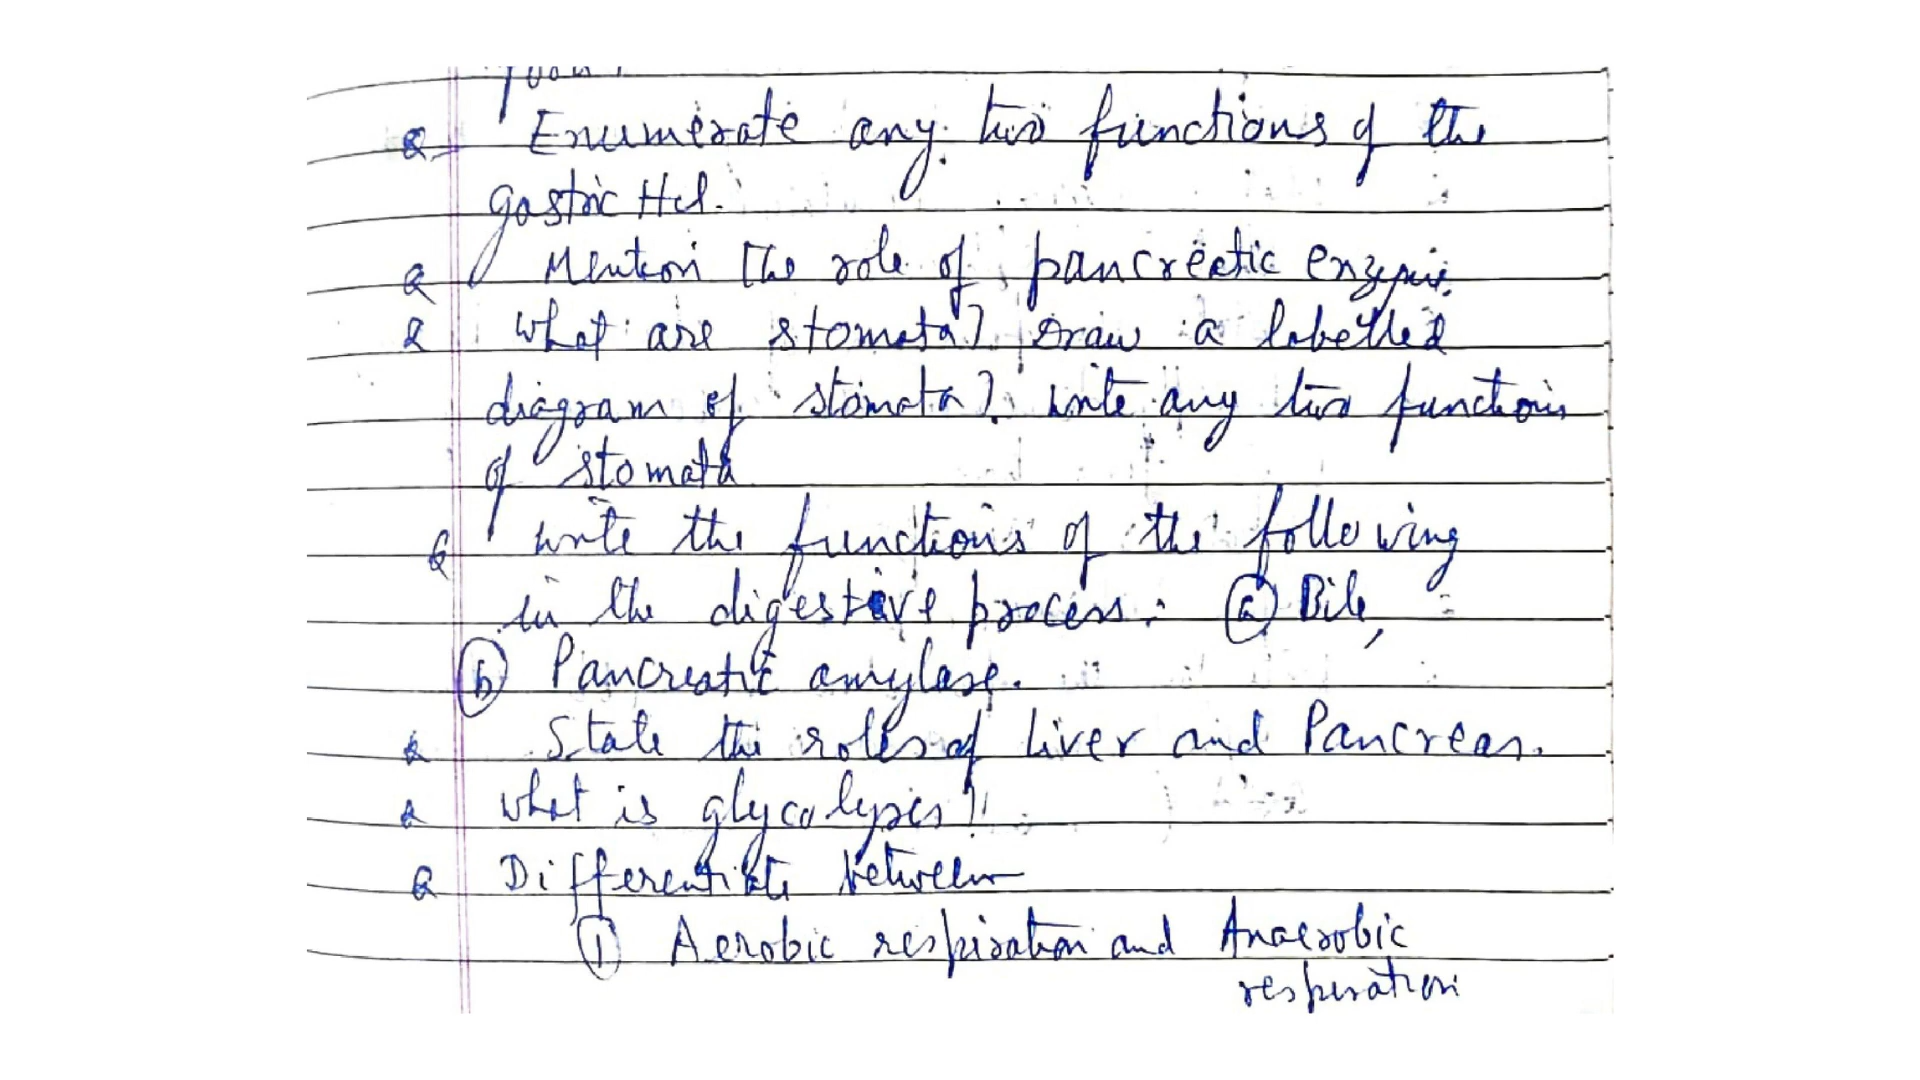 Q. Enumerate any two functions of the
gastric Hcl.
Q Mention the role of pancreatic enzyme.
Q what are stomata? Draw a labelled
diagram of stomata? write any two functions
of stomata
Q write the functions of the following
in the digestive process: (a) Bile,
(b) Pancreatic amylase.
Q State the roles of liver and Pancreas.
Q what is glycolysis?
Q Differentiate between
(1) Aerobic respiration and Anaerobic
respiration